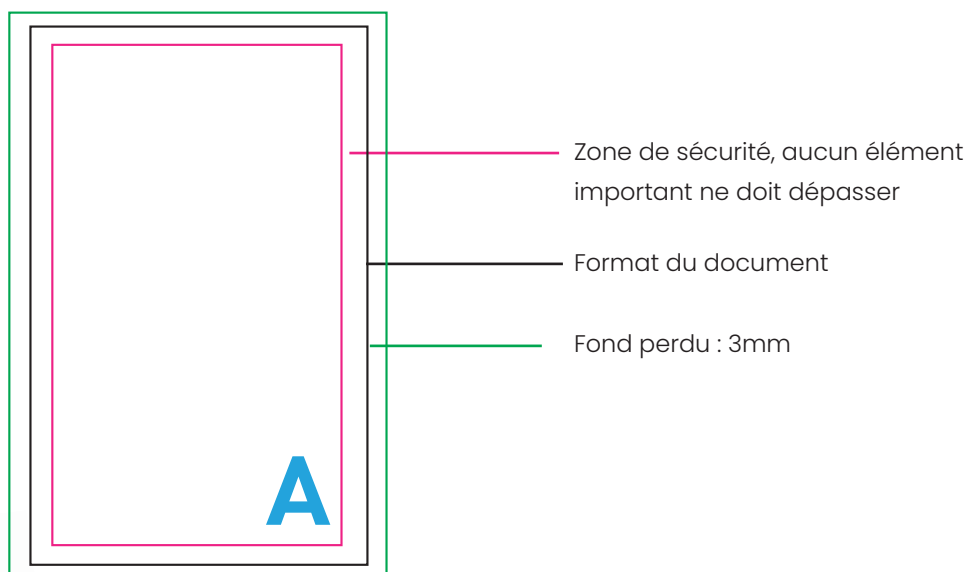 Zone de sécurité, aucun élément
important ne doit dépasser
Format du document
Fond perdu : 3mm
A